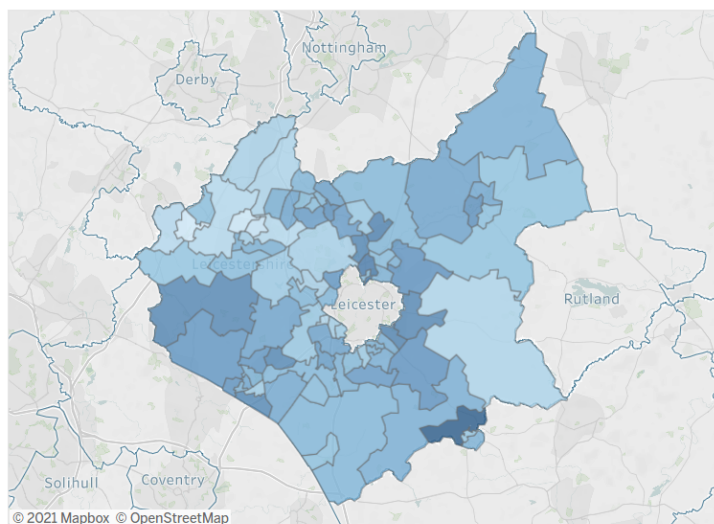 Nottingham
Derby
Leicestershire
Leicester
Rutland
Solihull
Coventry
© 2021 Mapbox © OpenStreetMap